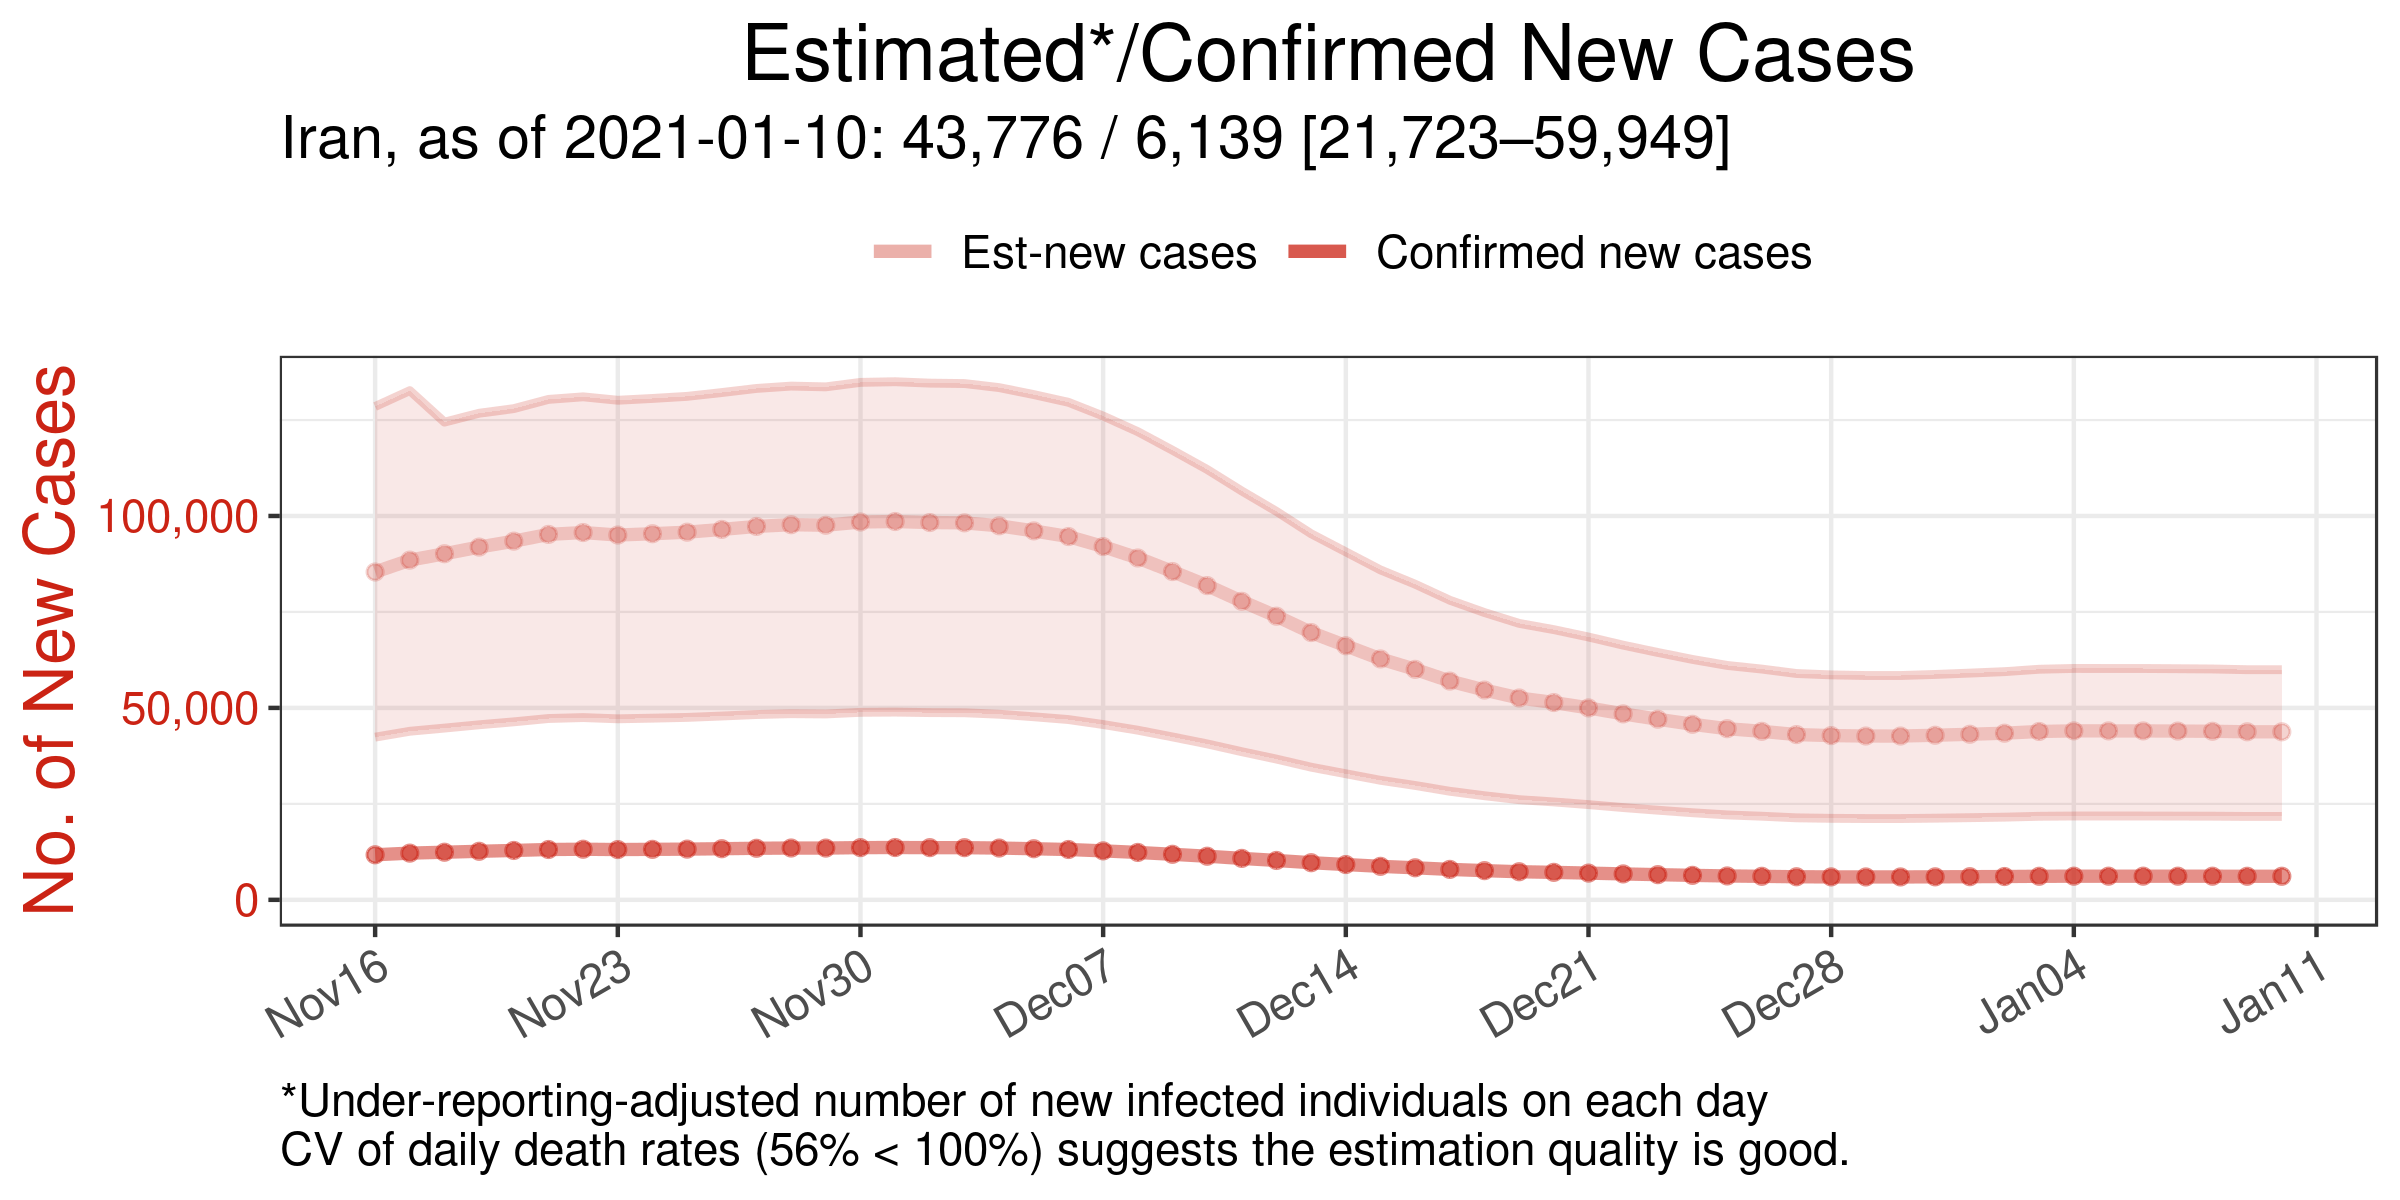 Estimated*/Confirmed New Cases
Iran, as of 2021-01-10: 43,776 / 6,139 [21,723–59,949]
Est-new cases
Confirmed new cases
No. of New Cases
100,000
50,000
0
Nov16
Nov23
Nov30
Dec07
Dec14
Dec21
Dec28
Jan04
Jan11
*Under-reporting-adjusted number of new infected individuals on each day
CV of daily death rates (56% < 100%) suggests the estimation quality is good.